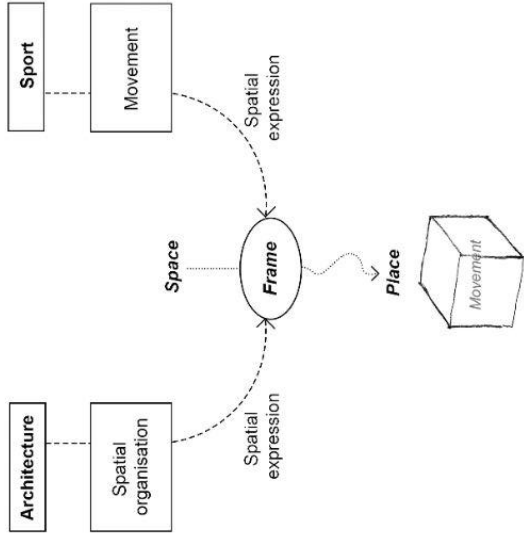 Architecture
Sport
Spatial
organisation
Movement
Space
Spatial
expression
Spatial
expression
Frame
Place
Movement